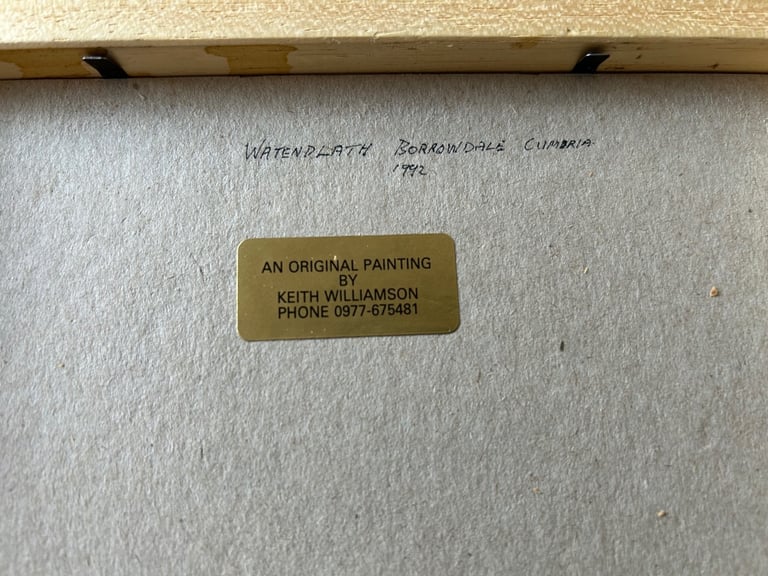 WATENDLATH BORROWDALE CUMBRIA
1992
AN ORIGINAL PAINTING
BY
KEITH WILLIAMSON
PHONE 0977-675481